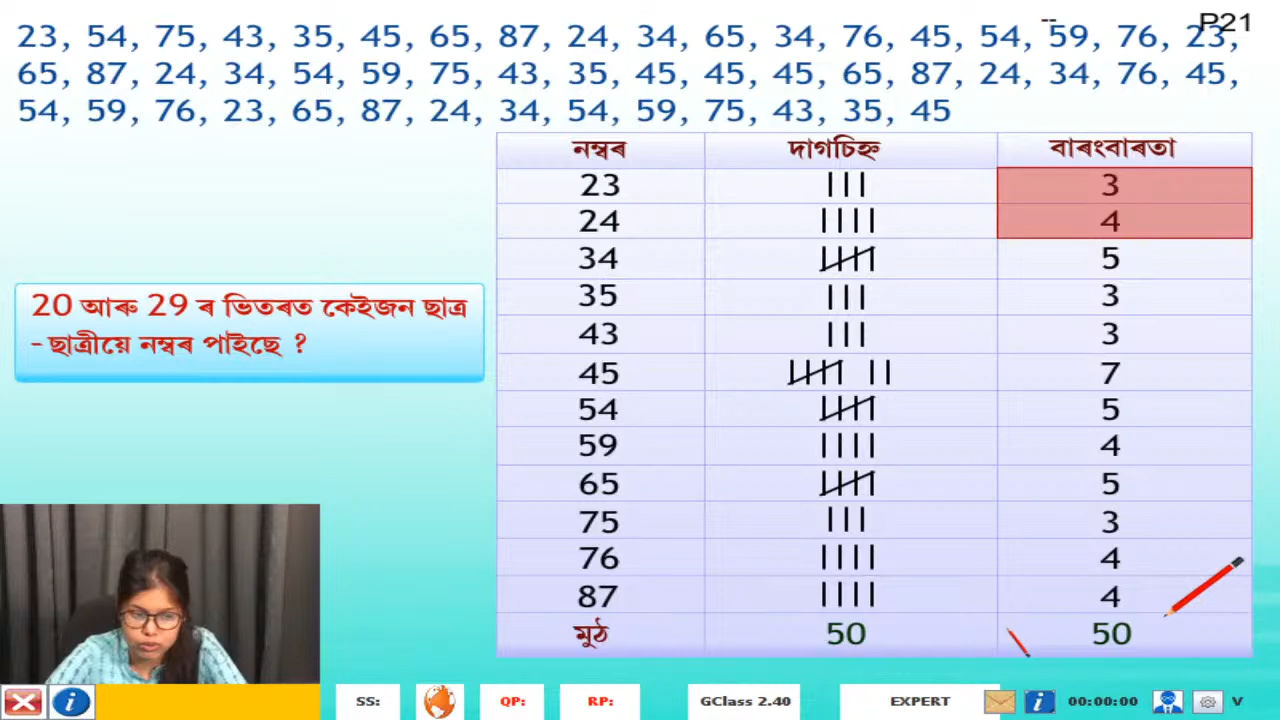 P21
23, 54, 75, 43, 35, 45, 65, 87, 24, 34, 65, 34, 76, 45, 54, 59, 76, 23,
65, 87, 24, 34, 54, 59, 75, 43, 35, 45, 45, 45, 65, 87, 24, 34, 76, 45,
54, 59, 76, 23, 65, 87, 24, 34, 54, 59, 75, 43, 35, 45
20 আৰু 29 ৰ ভিতৰত কেইজন ছাত্ৰ
-ছাত্ৰীয়ে নম্বৰ পাইছে ?
নম্বৰ দাগচিহ্ন বাৰংবাৰতা
23 ||| 3
24 |||| 4
34 5
35 ||| 3
43 ||| 3
45 7
54 5
59 |||| 4
65 5
75 ||| 3
76 |||| 4
87 |||| 4
মুঠ 50 50
SS: QP: RP: GClass 2.40 EXPERT 00:00:00 V